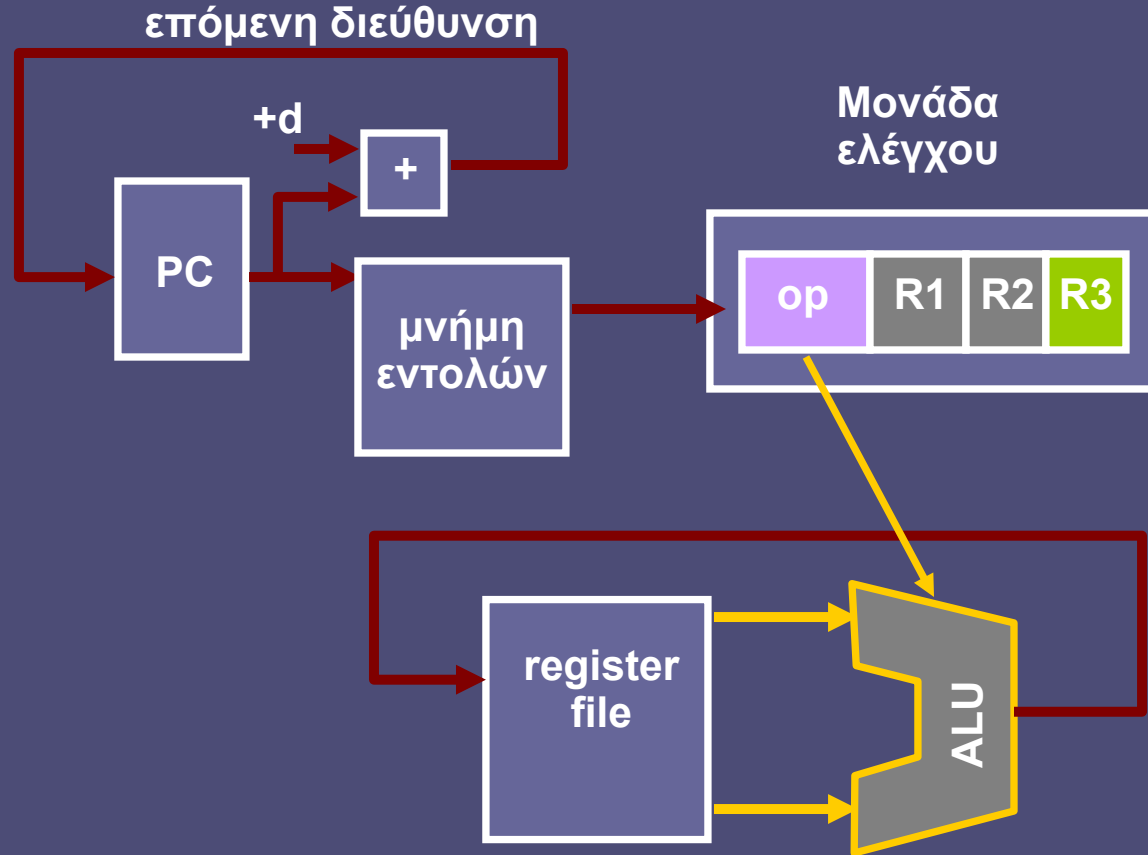 επόμενη διεύθυνση
+d
+
Μονάδα
ελέγχου
PC
op R1 R2 R3
μνήμη
εντολών
register
file
ALU